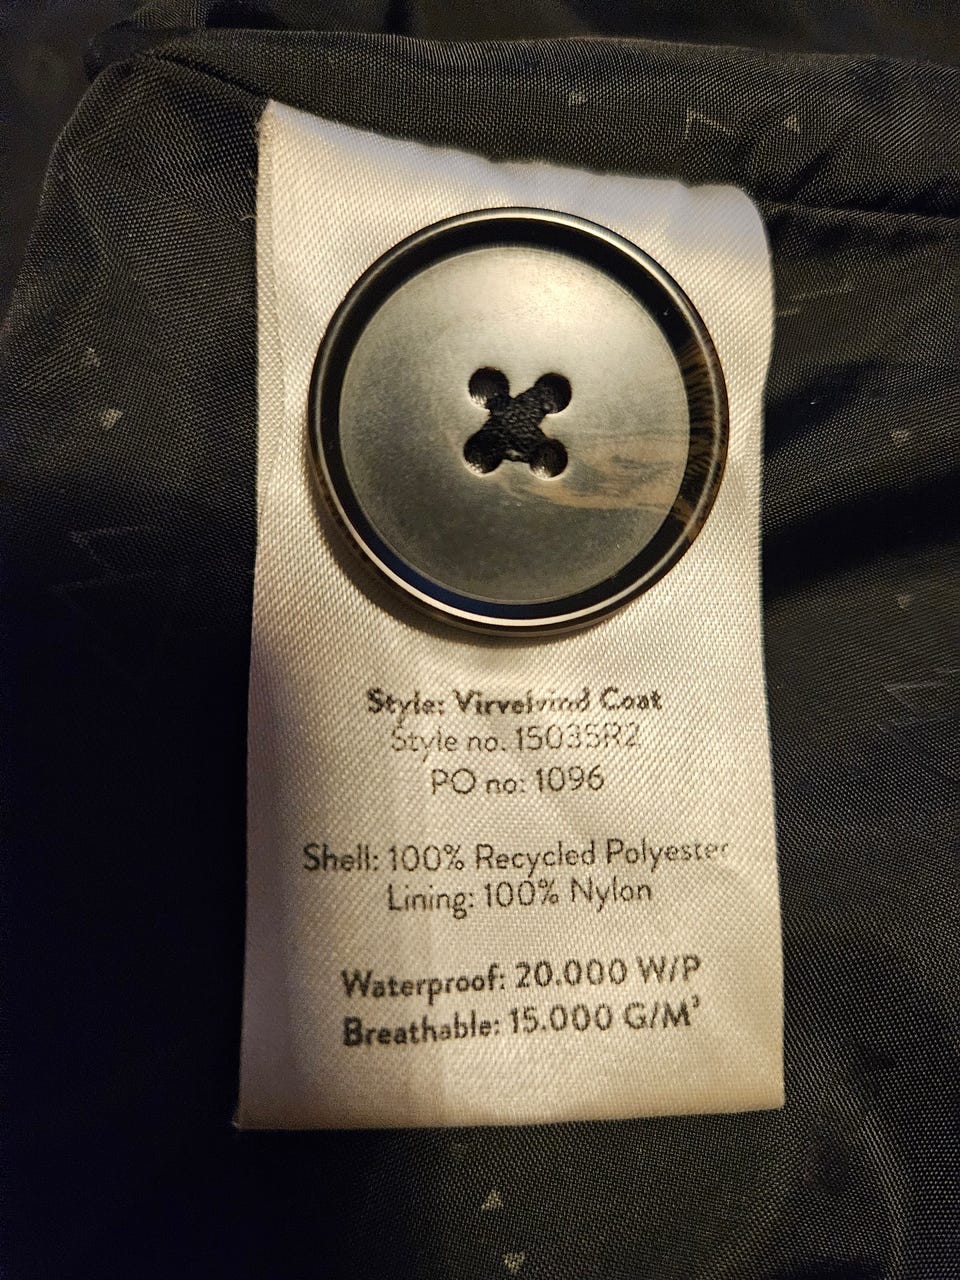 Style: Virvelvind Coat
Style no. 15035R2
PO no: 1096
Shell: 100% Recycled Polyester
Lining: 100% Nylon
Waterproof: 20.000 W/P
Breathable: 15.000 G/M³